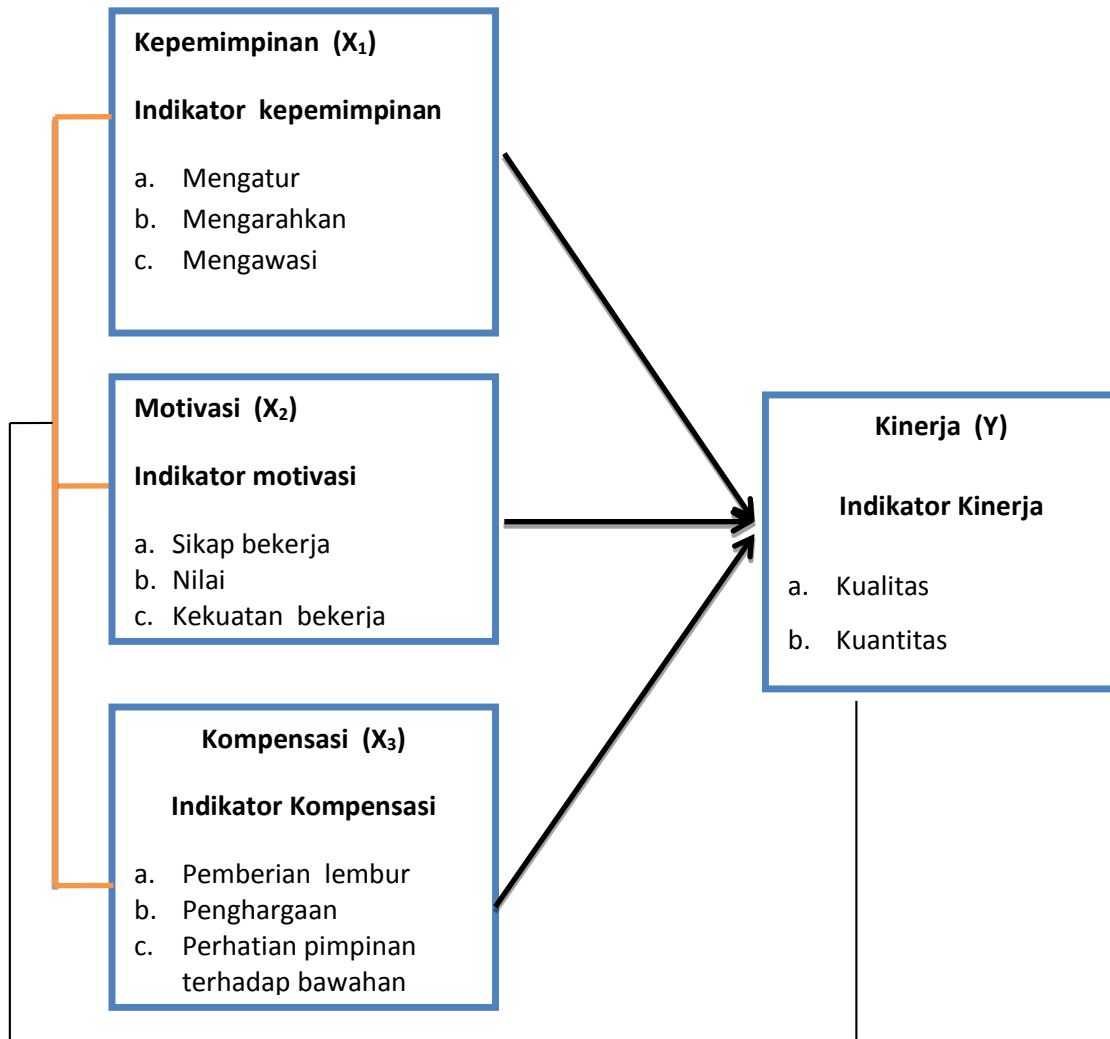 Kepemimpinan (X₁)
Indikator kepemimpinan
a. Mengatur
b. Mengarahkan
c. Mengawasi
Motivasi (X₂)
Indikator motivasi
a. Sikap bekerja
b. Nilai
c. Kekuatan bekerja
Kompensasi (X₃)
Indikator Kompensasi
a. Pemberian lembur
b. Penghargaan
c. Perhatian pimpinan
terhadap bawahan
Kinerja (Y)
Indikator Kinerja
a. Kualitas
b. Kuantitas